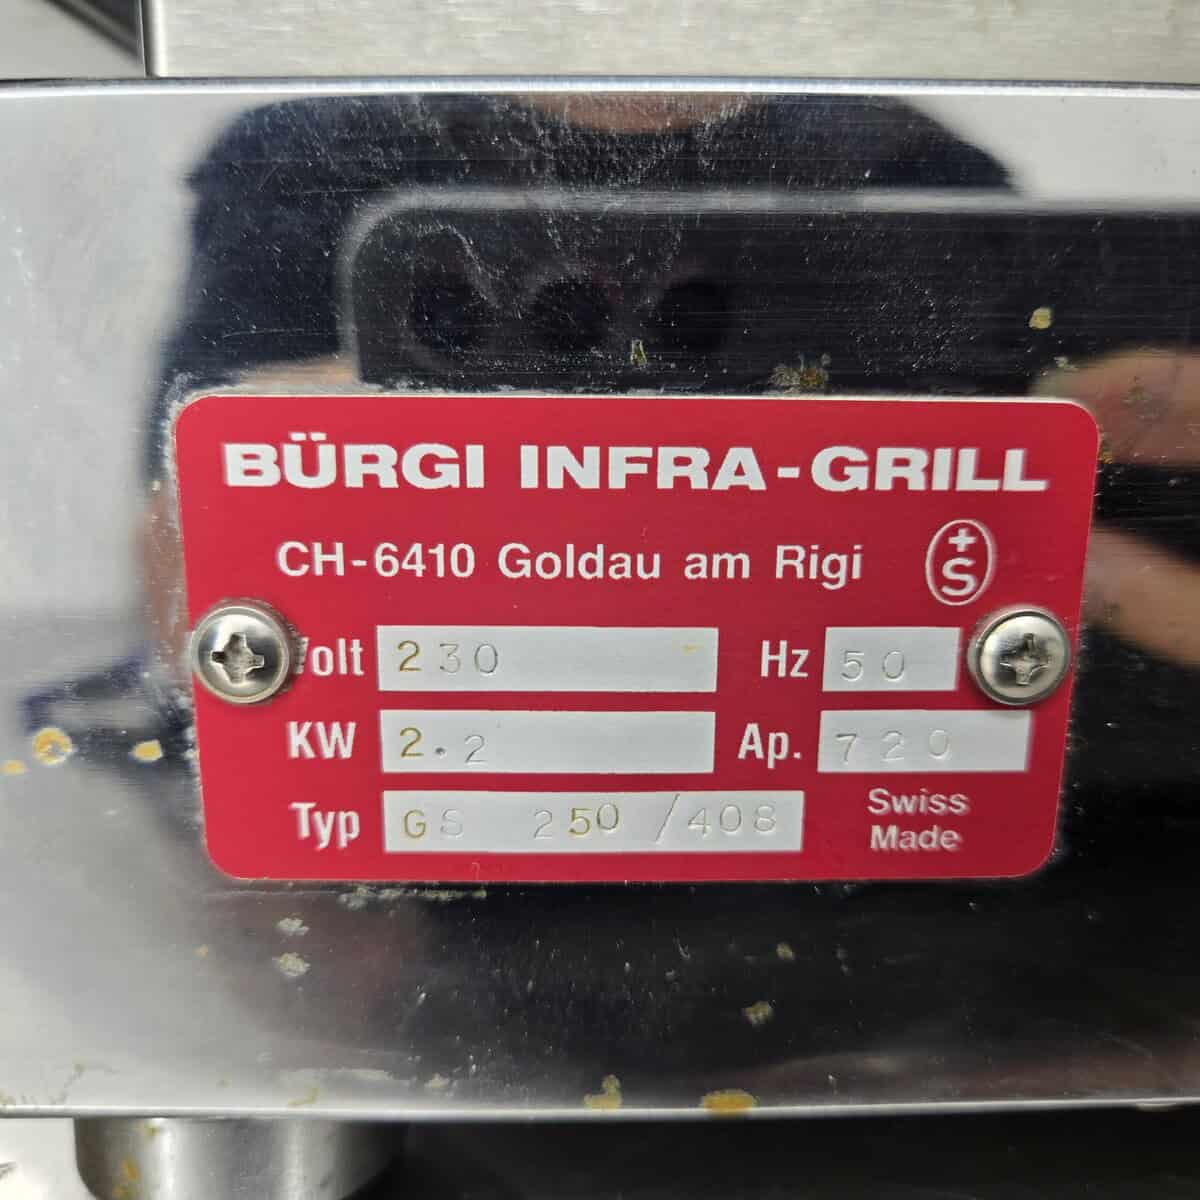 BÜRGI INFRA-GRILL
CH-6410 Goldau am Rigi +S
Volt 230 Hz 50
KW 2.2 Ap. 720
Typ GS 250/408 Swiss Made